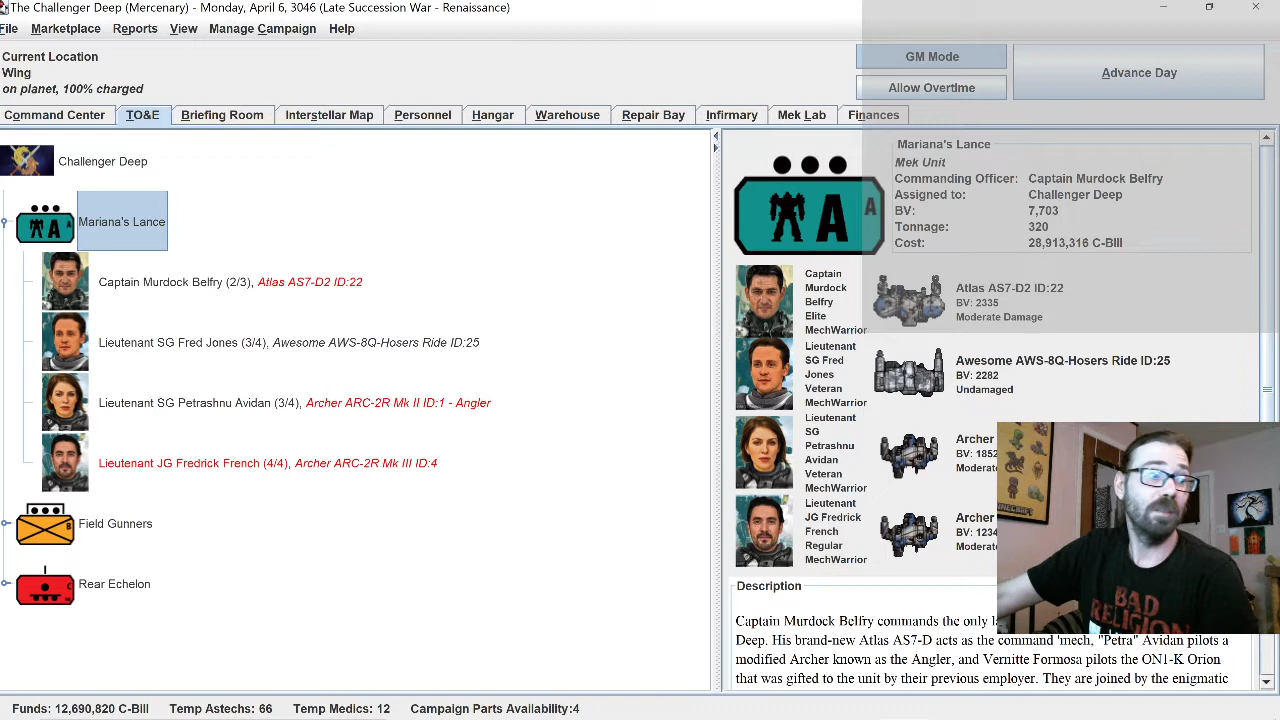 The Challenger Deep (Mercenary) - Monday, April 6, 3046 (Late Succession War - Renaissance)
File Marketplace Reports View Manage Campaign Help
Current Location
Wing
on planet, 100% charged
GM Mode
Allow Overtime
Advance Day
Command Center TO&E Briefing Room Interstellar Map Personnel Hangar Warehouse Repair Bay Infirmary Mek Lab Finances
Challenger Deep
A A
Mariana's Lance
Captain Murdock Belfry (2/3), Atlas AS7-D2 ID:22
Lieutenant SG Fred Jones (3/4), Awesome AWS-8Q-Hosers Ride ID:25
Lieutenant SG Petrashnu Avidan (3/4), Archer ARC-2R Mk II ID:1 - Angler
Lieutenant JG Fredrick French (4/4), Archer ARC-2R Mk III ID:4
Field Gunners
Rear Echelon
A A
Mariana's Lance
Mek Unit
Commanding Officer: Captain Murdock Belfry
Assigned to: Challenger Deep
BV: 7,703
Tonnage: 320
Cost: 28,913,316 C-Bill
Captain
Murdock
Belfry
Elite
MechWarrior
Atlas AS7-D2 ID:22
BV: 2335
Moderate Damage
Lieutenant
SG Fred
Jones
Veteran
MechWarrior
Awesome AWS-8Q-Hosers Ride ID:25
BV: 2282
Undamaged
Lieutenant
SG
Petrashnu
Avidan
Veteran
MechWarrior
Archer
BV: 1852
Moderat
Lieutenant
JG Fredrick
French
Regular
MechWarrior
Archer
BV: 1234
Moderat
Description
Captain Murdock Belfry commands the only l
Deep. His brand-new Atlas AS7-D acts as the command 'mech, "Petra" Avidan pilots a
modified Archer known as the Angler, and Vernitte Formosa pilots the ON1-K Orion
that was gifted to the unit by their previous employer. They are joined by the enigmatic
MINECRAFT
BAD
RELIGION
Funds: 12,690,820 C-Bill Temp Astechs: 66 Temp Medics: 12 Campaign Parts Availability:4